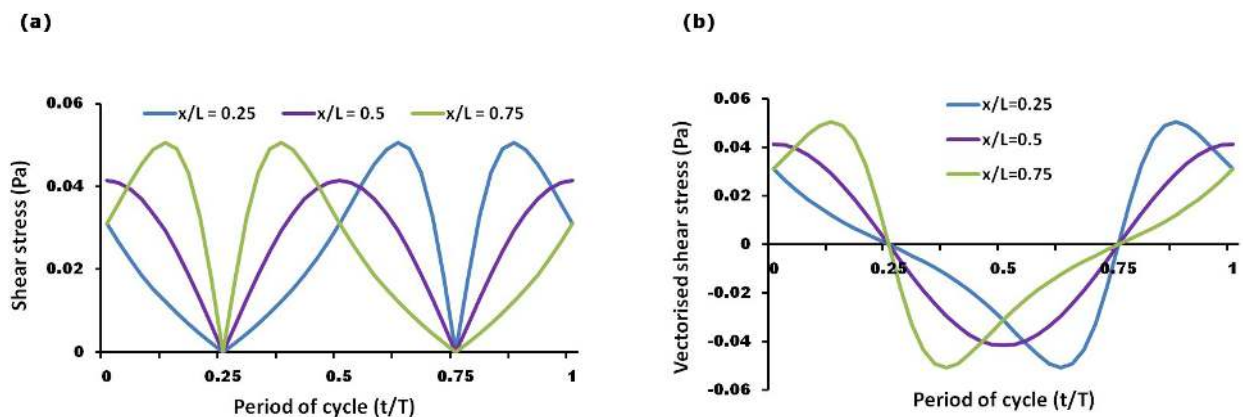 (a)
0.06
0.04
0.02
0
Shear stress (Pa)
x/L = 0.25
x/L = 0.5
x/L = 0.75
0
0.25
0.5
0.75
1
Period of cycle (t/T)
(b)
0.06
0.04
0.02
0
-0.02
-0.04
-0.06
Vectorised shear stress (Pa)
x/L=0.25
x/L=0.5
x/L=0.75
0
0.25
0.5
0.75
1
Period of cycle (t/T)